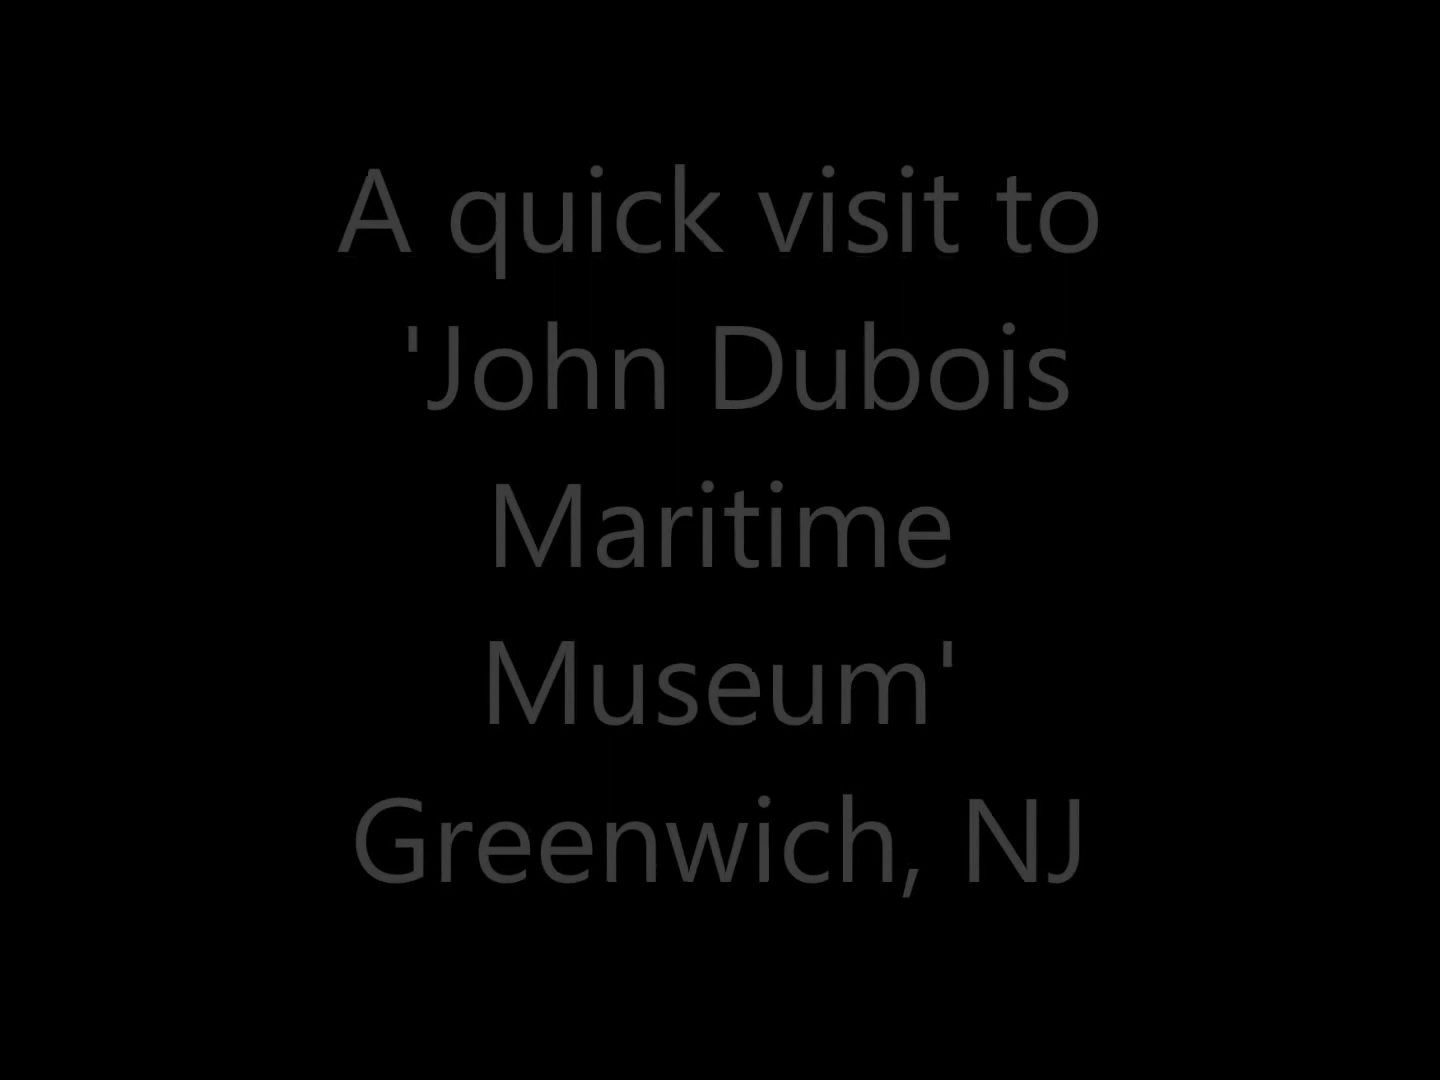 A quick visit to
'John Dubois
Maritime
Museum'
Greenwich, NJ